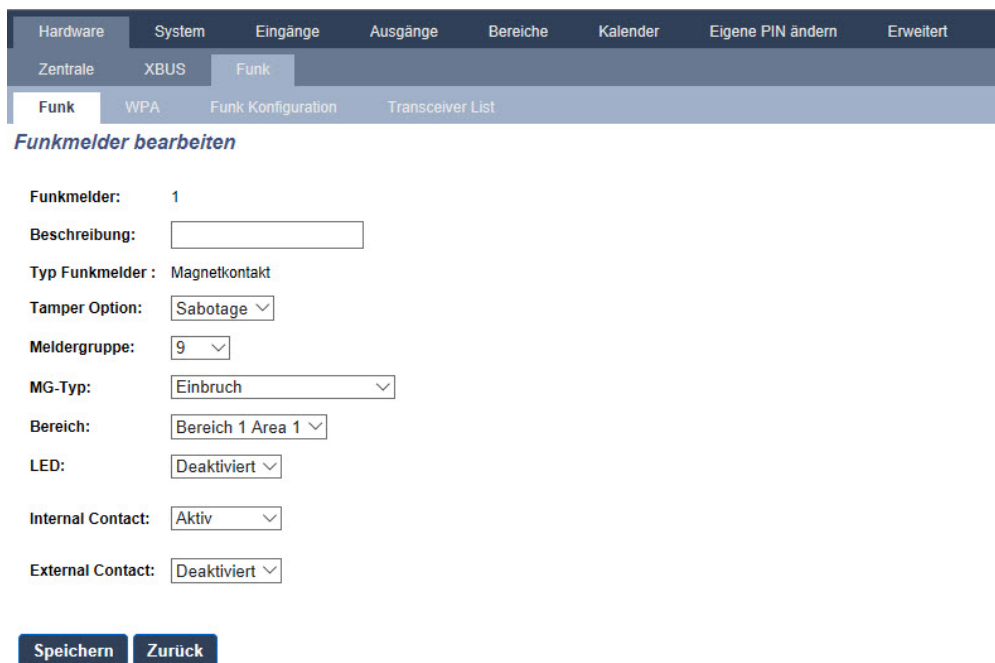 Hardware System Eingänge Ausgänge Bereiche Kalender Eigene PIN ändern Erweitert
Zentrale XBUS Funk
Funk WPA Funk Konfiguration Transceiver List
Funkmelder bearbeiten
Funkmelder: 1
Beschreibung:
Typ Funkmelder : Magnetkontakt
Tamper Option: Sabotage
Meldergruppe: 9
MG-Typ: Einbruch
Bereich: Bereich 1 Area 1
LED: Deaktiviert
Internal Contact: Aktiv
External Contact: Deaktiviert
Speichern Zurück